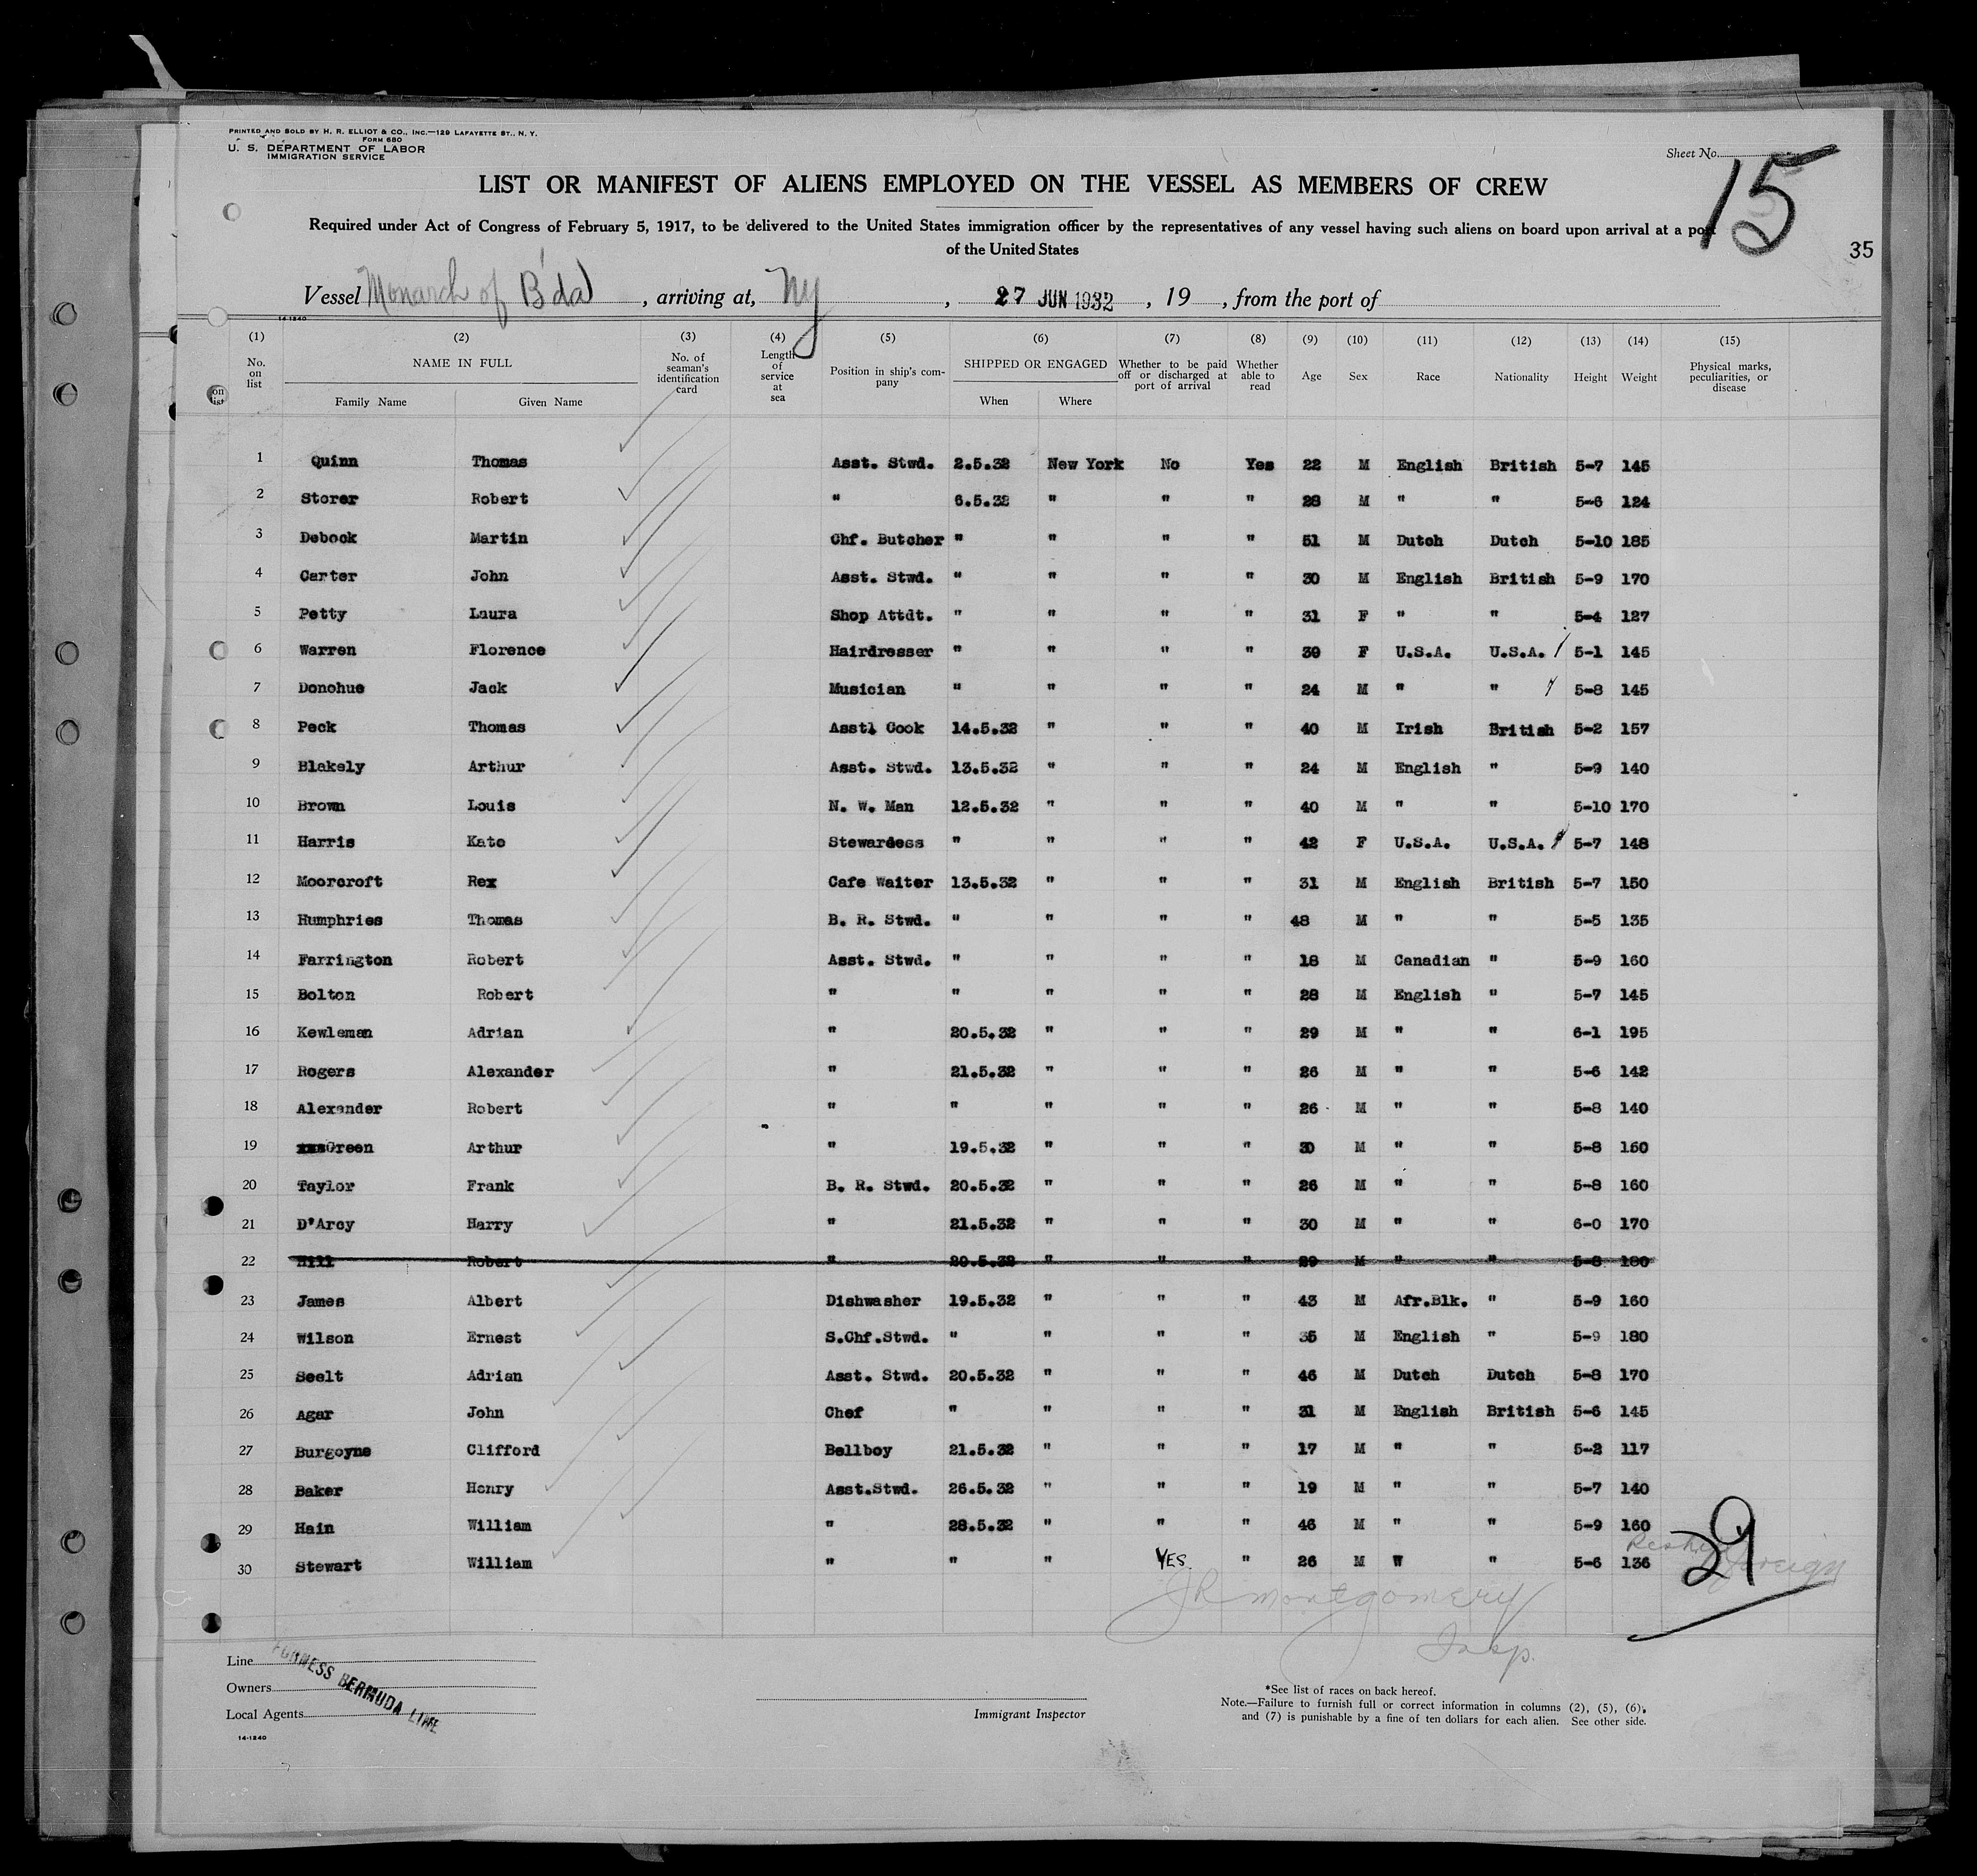 PRINTED AND SOLD BY H. R. ELLIOT & CO., INC.—129 LAFAYETTE ST., N. Y.
FORM 680
U. S. DEPARTMENT OF LABOR
IMMIGRATION SERVICE
Sheet No.
15
LIST OR MANIFEST OF ALIENS EMPLOYED ON THE VESSEL AS MEMBERS OF CREW
Required under Act of Congress of February 5, 1917, to be delivered to the United States immigration officer by the representatives of any vessel having such aliens on board upon arrival at a port
of the United States
35
Vessel Monarch of B'da, arriving at, NY, 27 JUN 1932, 19, from the port of
14-1240
(1) (2) (3) (4) (5) (6) (7) (8) (9) (10) (11) (12) (13) (14) (15)
No. on list NAME IN FULL Family Name Given Name No. of seaman's identification card Length of service at sea Position in ship's company SHIPPED OR ENGAGED When Where Whether to be paid off or discharged at port of arrival Whether able to read Age Sex Race Nationality Height Weight Physical marks, peculiarities, or disease
1 Quinn Thomas Asst. Stwd. 2.5.32 New York No Yes 22 M English British 5-7 145
2 Storer Robert " 6.5.32 " " " 28 M " " 5-6 124
3 Debock Martin Chf. Butcher " " " " 51 M Dutch Dutch 5-10 185
4 Carter John Asst. Stwd. " " " " 30 M English British 5-9 170
5 Petty Laura Shop Attdt. " " " " 31 F " " 5-4 127
6 Warren Florence Hairdresser " " " " 39 F U.S.A. U.S.A. 5-1 145
7 Donohue Jack Musician " " " " 24 M " " 5-8 145
8 Peck Thomas Asst. Cook 14.5.32 " " " 40 M Irish British 5-2 157
9 Blakely Arthur Asst. Stwd. 13.5.32 " " " 24 M English " 5-9 140
10 Brown Louis N. W. Man 12.5.32 " " " 40 M " " 5-10 170
11 Harris Kate Stewardess " " " " 42 F U.S.A. U.S.A. 5-7 148
12 Moorcroft Rex Cafe Waiter 13.5.32 " " " 31 M English British 5-7 150
13 Humphries Thomas B. R. Stwd. " " " " 48 M " " 5-5 135
14 Farrington Robert Asst. Stwd. " " " " 18 M Canadian " 5-9 160
15 Bolton Robert " " " " " 28 M English " 5-7 145
16 Kewleman Adrian " 20.5.32 " " " 29 M " " 6-1 195
17 Rogers Alexander " 21.5.32 " " " 26 M " " 5-6 142
18 Alexander Robert " " " " " 26 M " " 5-8 140
19 Green Arthur " 19.5.32 " " " 30 M " " 5-8 160
20 Taylor Frank B. R. Stwd. 20.5.32 " " " 26 M " " 5-8 160
21 D'Arcy Harry " 21.5.32 " " " 30 M " " 6-0 170
22 Hill Robert " 20.5.32 " " " 29 M " " 5-8 180
23 James Albert Dishwasher 19.5.32 " " " 43 M Afr.Blk. " 5-9 160
24 Wilson Ernest S.Chf.Stwd. " " " " 35 M English " 5-9 180
25 Seelt Adrian Asst. Stwd. 20.5.32 " " " 46 M Dutch Dutch 5-8 170
26 Agar John Chef " " " " 31 M English British 5-6 145
27 Burgoyne Clifford Bellboy 21.5.32 " " " 17 M " " 5-2 117
28 Baker Henry Asst.Stwd. 26.5.32 " " " 19 M " " 5-7 140
29 Hain William " 28.5.32 " " " 46 M " " 5-9 160
30 Stewart William " " " YES " 26 M W " 5-6 136
29
foreign
JR Montgomery
Insp.
Line
Owners
Local Agents
FURNESS BERMUDA LINE
14-1240
Immigrant Inspector
*See list of races on back hereof.
Note.—Failure to furnish full or correct information in columns (2), (5), (6),
and (7) is punishable by a fine of ten dollars for each alien. See other side.